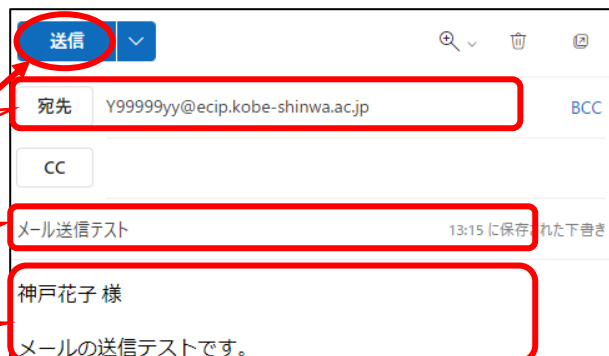 送信
宛先 Y99999yy@ecip.kobe-shinwa.ac.jp BCC
CC
メール送信テスト 13:15 に保存された下書き
神戸花子 様
メールの送信テストです。